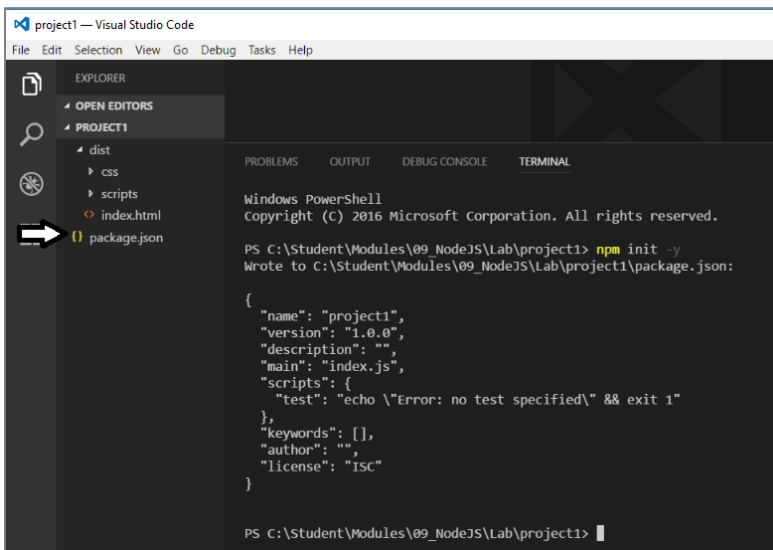 project1 — Visual Studio Code
File Edit Selection View Go Debug Tasks Help
EXPLORER
OPEN EDITORS
PROJECT1
dist
css
scripts
<> index.html
{} package.json
PROBLEMS OUTPUT DEBUG CONSOLE TERMINAL
Windows PowerShell
Copyright (C) 2016 Microsoft Corporation. All rights reserved.
PS C:\Student\Modules\09_NodeJS\Lab\project1> npm init -y
Wrote to C:\Student\Modules\09_NodeJS\Lab\project1\package.json:
{
"name": "project1",
"version": "1.0.0",
"description": "",
"main": "index.js",
"scripts": {
"test": "echo \"Error: no test specified\" && exit 1"
},
"keywords": [],
"author": "",
"license": "ISC"
}
PS C:\Student\Modules\09_NodeJS\Lab\project1>